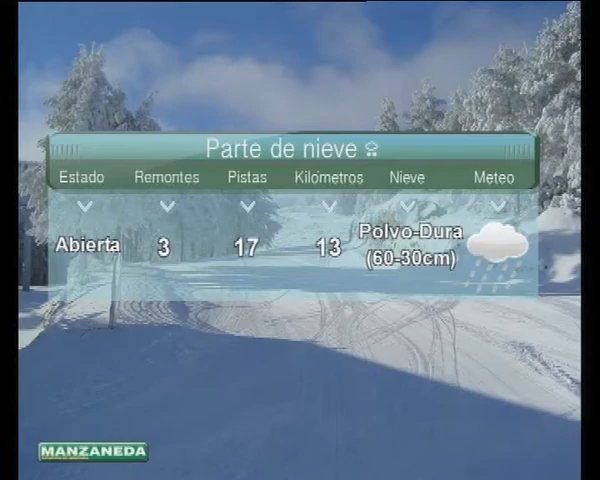 Parte de nieve
Estado Remontes Pistas Kilómetros Nieve Meteo
Abierta 3 17 13 Polvo-Dura
(60-30cm)
MANZANEDA